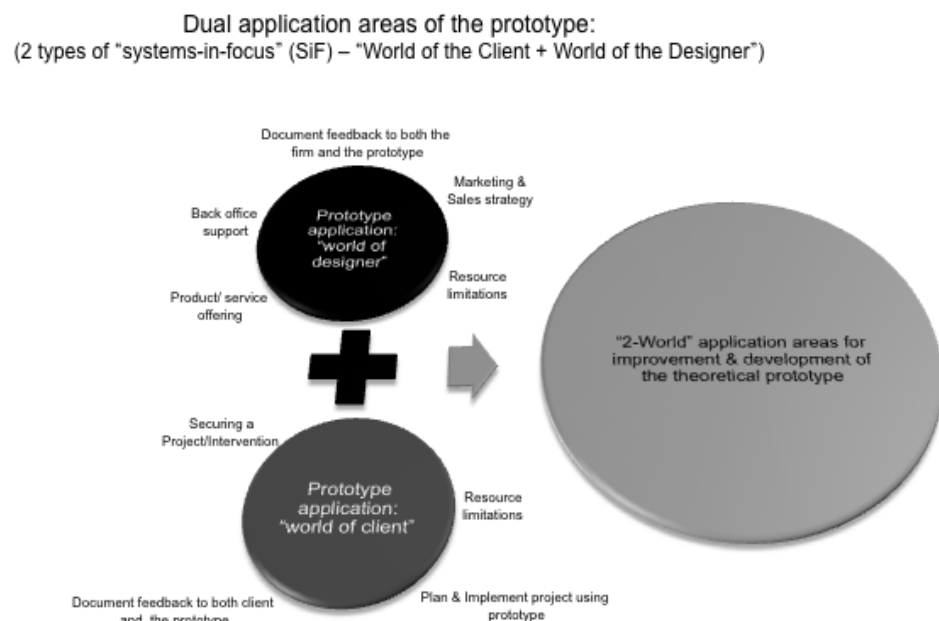 Dual application areas of the prototype:
(2 types of “systems-in-focus” (SiF) – “World of the Client + World of the Designer”)
Document feedback to both the
firm and the prototype
Marketing &
Sales strategy
Back office
support
Prototype
application:
“world of
designer”
Resource
limitations
Product/ service
offering
“2-World” application areas for
improvement & development of
the theoretical prototype
Securing a
Project/Intervention
Prototype
application:
“world of client”
Resource
limitations
Document feedback to both client
and the prototype
Plan & Implement project using
prototype